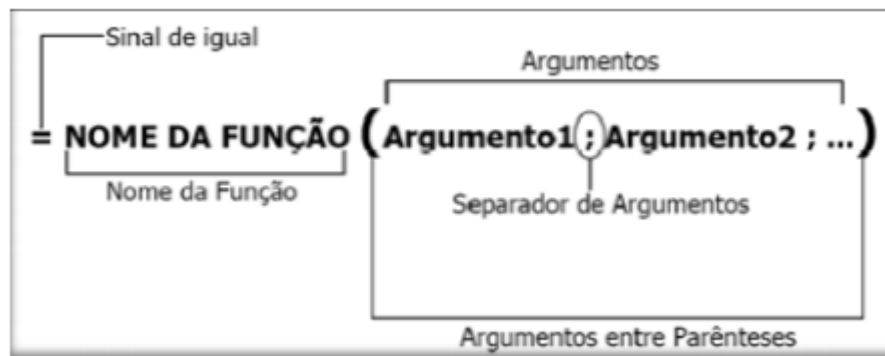 Sinal de igual
Argumentos
= NOME DA FUNÇÃO (Argumento1 ; Argumento2 ; ...)
Nome da Função
Separador de Argumentos
Argumentos entre Parênteses